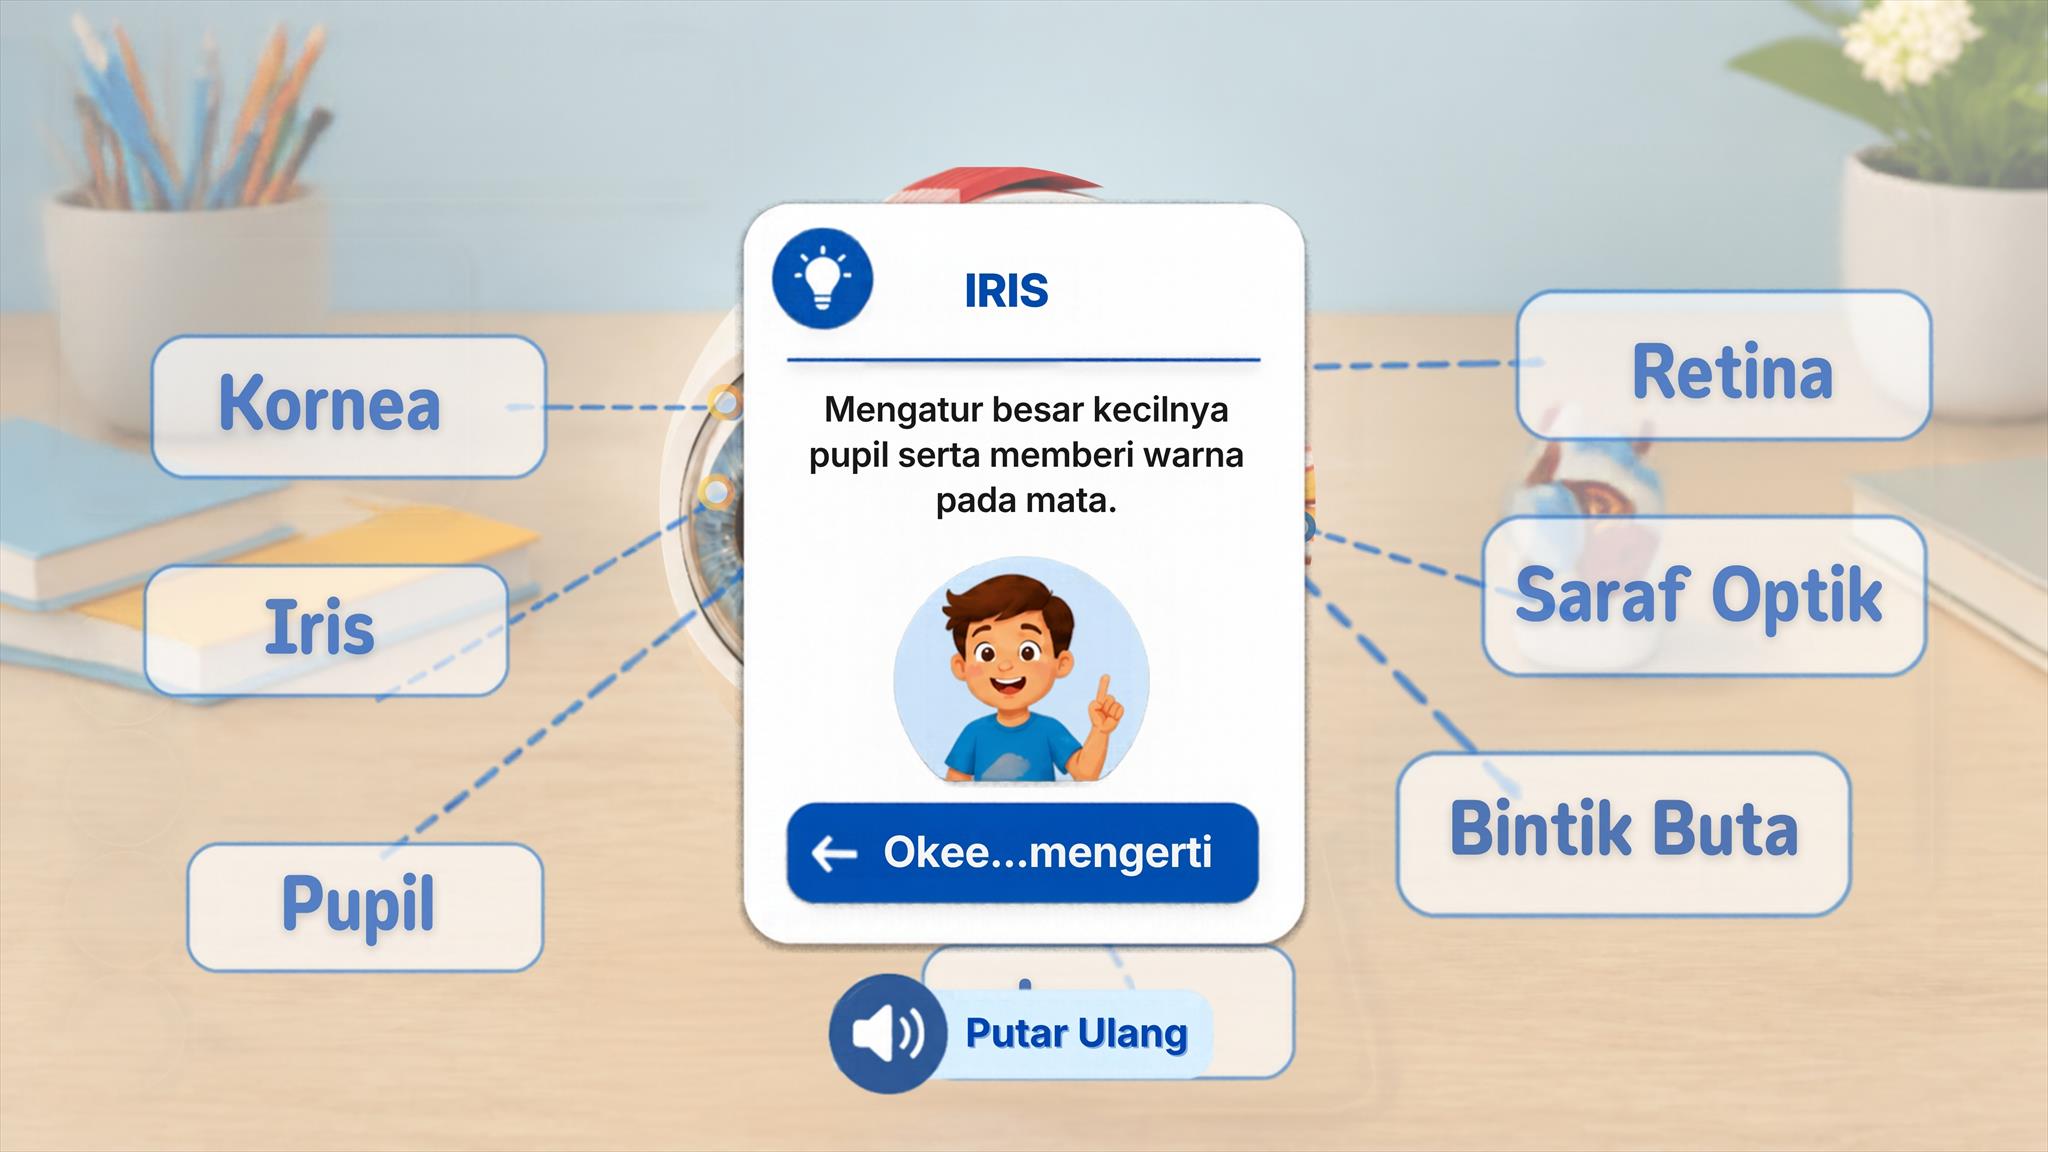 IRIS
Mengatur besar kecilnya
pupil serta memberi warna
pada mata.
Okee...mengerti
Putar Ulang
Kornea
Iris
Pupil
Retina
Saraf Optik
Bintik Buta